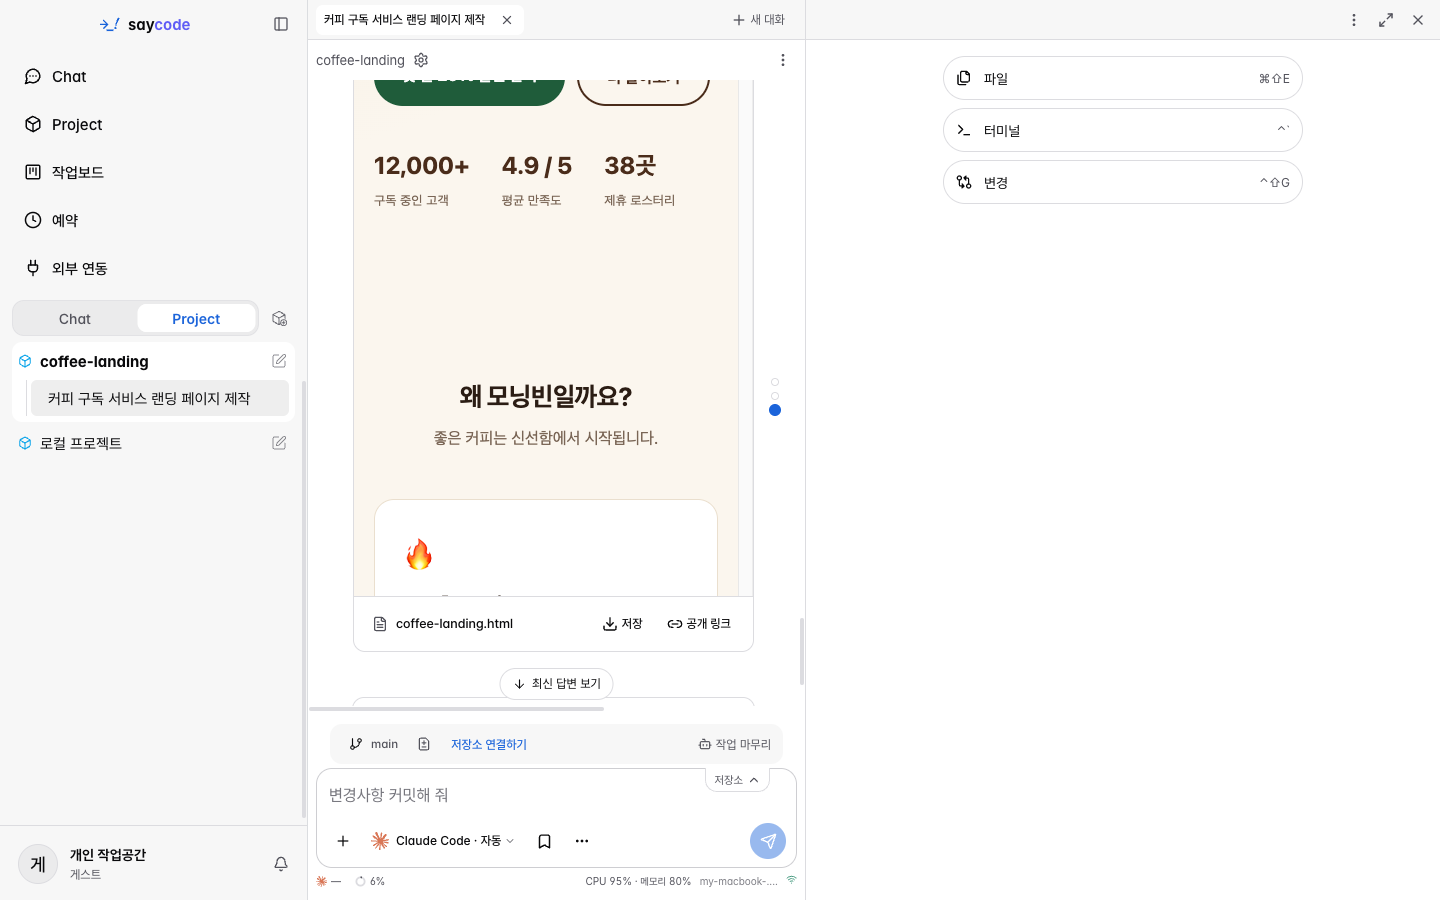 saycode
커피 구독 서비스 랜딩 페이지 제작
새 대화
Chat
Project
작업보드
예약
외부 연동
Chat
Project
coffee-landing
커피 구독 서비스 랜딩 페이지 제작
로컬 프로젝트
개인 작업공간
게
게스트
coffee-landing
12,000+
4.9 / 5
38곳
구독 중인 고객
평균 만족도
제휴 로스터리
왜 모닝빈일까요?
좋은 커피는 신선함에서 시작됩니다.
coffee-landing.html
저장
공개 링크
최신 답변 보기
main
저장소 연결하기
작업 마무리
저장소
변경사항 커밋해 줘
Claude Code · 자동
6%
CPU 95% · 메모리 80%
my-macbook-....
파일
⌘⇧E
터미널
⌃`
변경
⌃⇧G